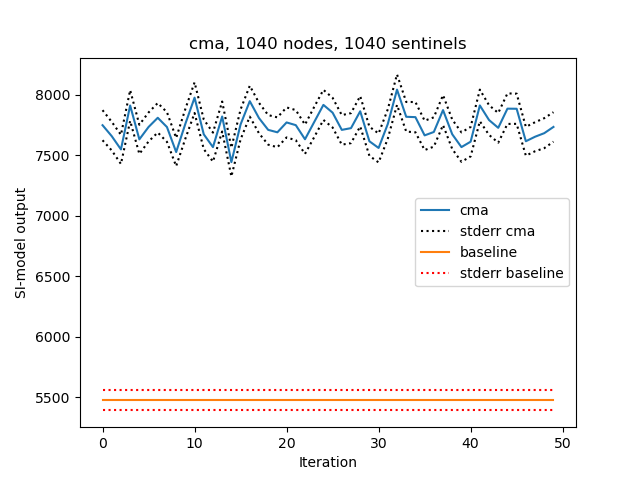 cma, 1040 nodes, 1040 sentinels
SI-model output
8000
7500
7000
6500
6000
5500
cma
stderr cma
baseline
stderr baseline
0
10
20
30
40
50
Iteration